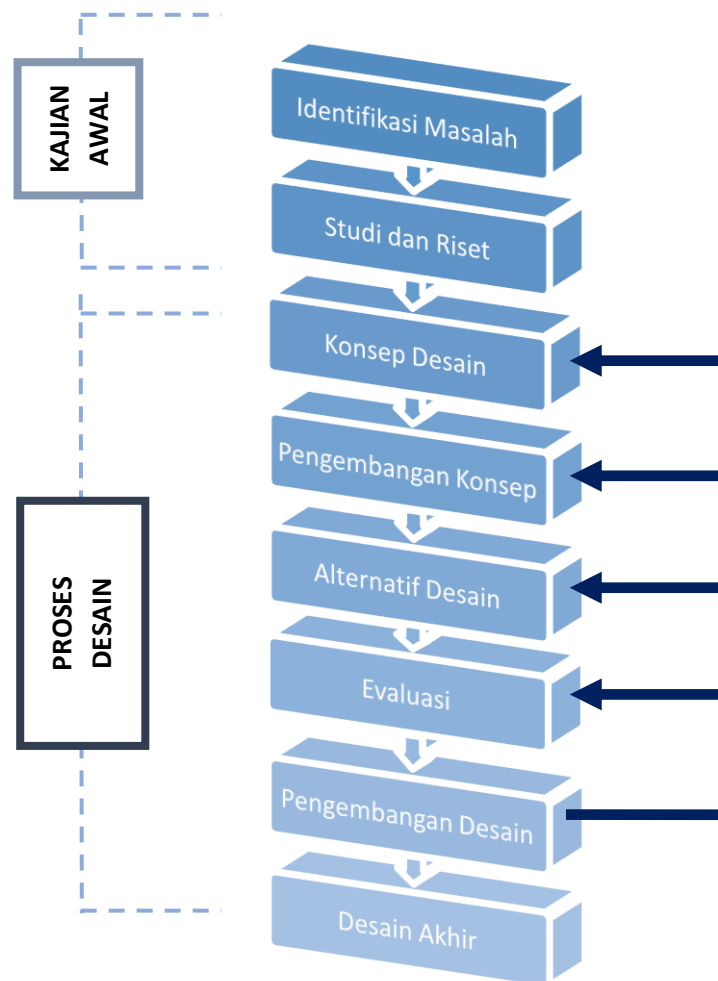 KAJIAN
AWAL
Identifikasi Masalah
Studi dan Riset
Konsep Desain
Pengembangan Konsep
PROSES
DESAIN
Alternatif Desain
Evaluasi
Pengembangan Desain
Desain Akhir